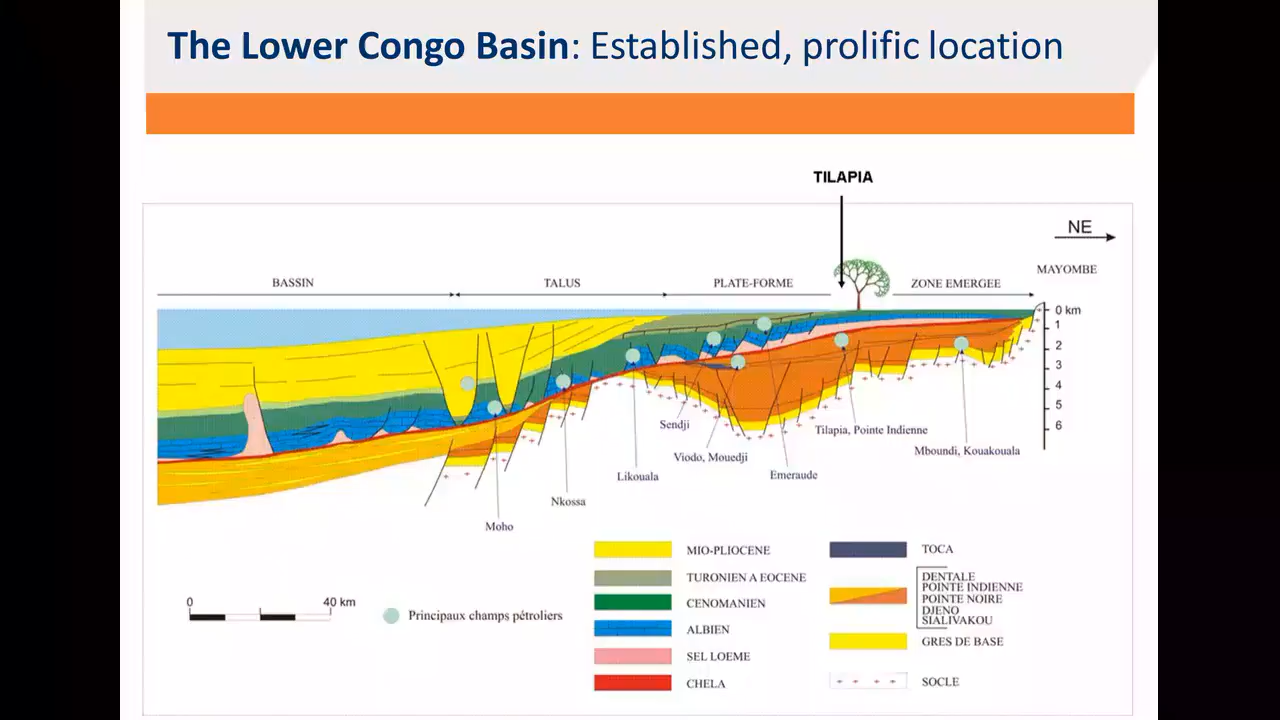 The Lower Congo Basin: Established, prolific location
TILAPIA
NE
MAYOMBE
BASSIN
TALUS
PLATE-FORME
ZONE EMERGEE
0 km
1
2
3
4
5
6
Sendji
Tilapia, Pointe Indienne
Mboundi, Kouakouala
Viodo, Mouedji
Likouala
Emeraude
Nkossa
Moho
0 40 km
Principaux champs pétroliers
MIO-PLIOCENE
TURONIEN A EOCENE
CENOMANIEN
ALBIEN
SEL LOEME
CHELA
TOCA
DENTALE
POINTE INDIENNE
POINTE NOIRE
DJENO
SIALIVAKOU
GRES DE BASE
SOCLE